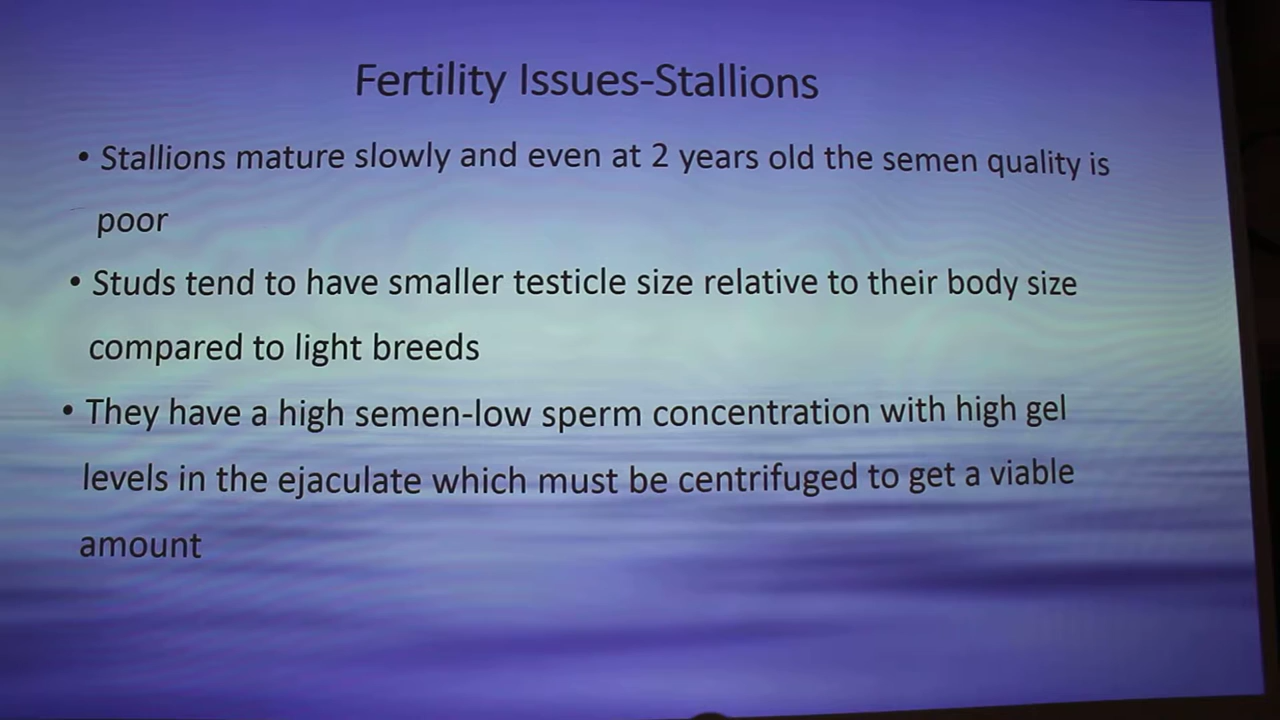 Fertility Issues-Stallions
• Stallions mature slowly and even at 2 years old the semen quality is
poor
• Studs tend to have smaller testicle size relative to their body size
compared to light breeds
• They have a high semen-low sperm concentration with high gel
levels in the ejaculate which must be centrifuged to get a viable
amount